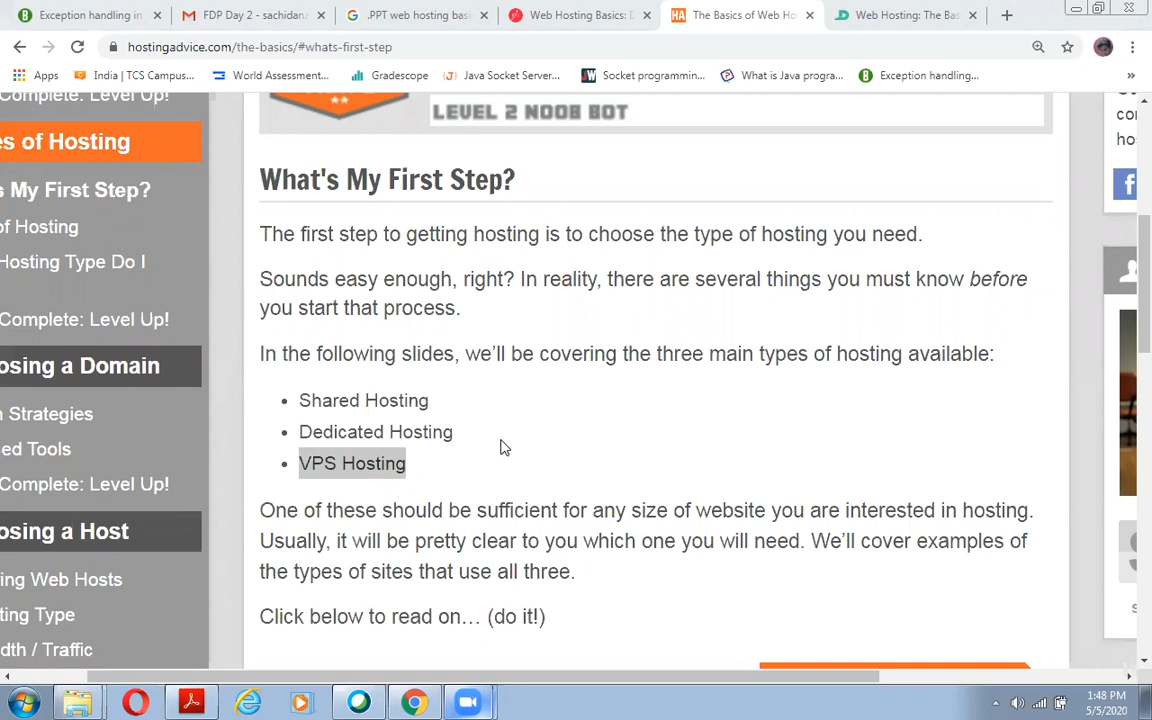 Exception handling in
FDP Day 2 - sachidan
.PPT web hosting bas
Web Hosting Basics: D
The Basics of Web Ho
Web Hosting: The Bas
hostingadvice.com/the-basics/#whats-first-step
Apps
India | TCS Campus...
World Assessment...
Gradescope
Java Socket Server...
Socket programmin...
What is Java progra...
Exception handling...
»
Complete: Level Up!
es of Hosting
s My First Step?
of Hosting
Hosting Type Do I
Complete: Level Up!
osing a Domain
n Strategies
ed Tools
Complete: Level Up!
osing a Host
ring Web Hosts
ting Type
dth / Traffic
LEVEL 2 NOOB BOT
What's My First Step?
The first step to getting hosting is to choose the type of hosting you need.
Sounds easy enough, right? In reality, there are several things you must know before
you start that process.
In the following slides, we'll be covering the three main types of hosting available:
• Shared Hosting
• Dedicated Hosting
• VPS Hosting
One of these should be sufficient for any size of website you are interested in hosting.
Usually, it will be pretty clear to you which one you will need. We'll cover examples of
the types of sites that use all three.
Click below to read on… (do it!)
con
ho
1:48 PM
5/5/2020